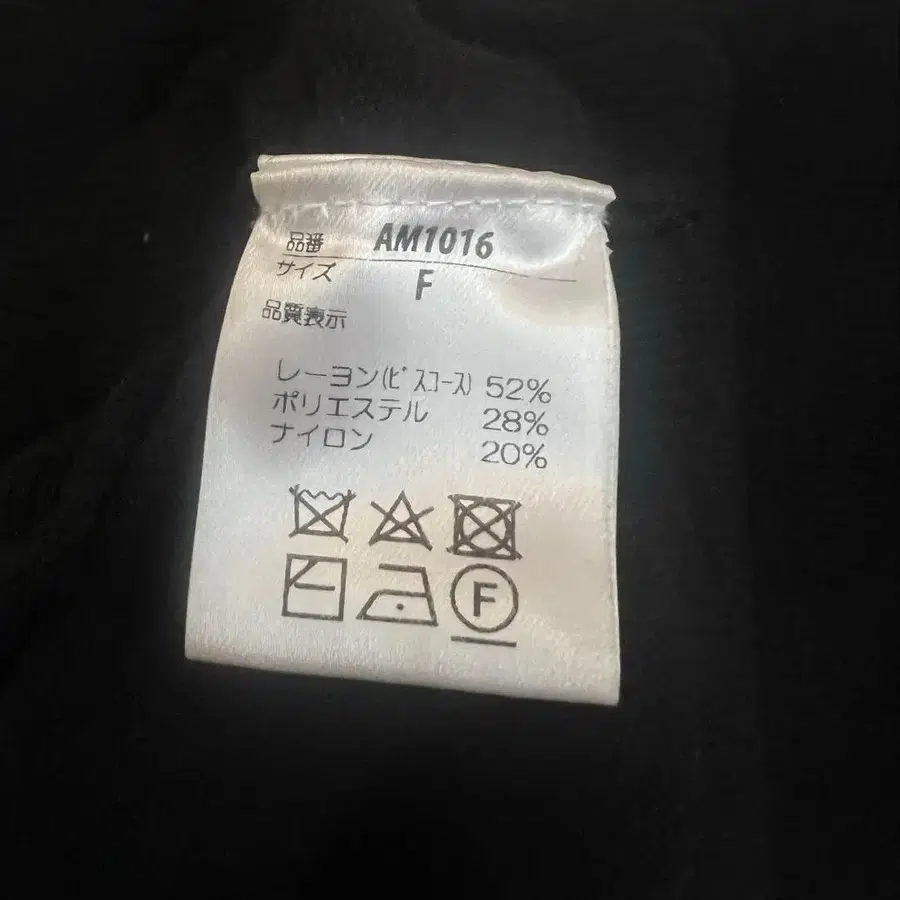 品番 AM1016
サイズ F
品質表示
レーヨン(ビスコース) 52%
ポリエステル 28%
ナイロン 20%
F